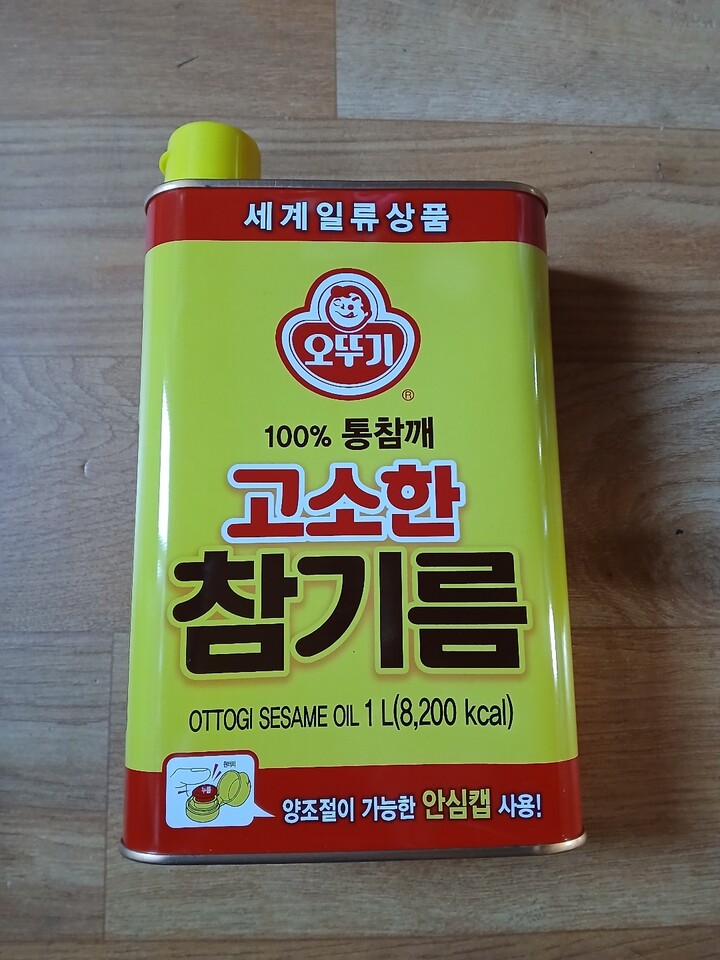 세계일류상품
오뚜기
®
100% 통참깨
고소한
참기름
OTTOGI SESAME OIL 1 L(8,200 kcal)
누름
양조절이 가능한 안심캡 사용!